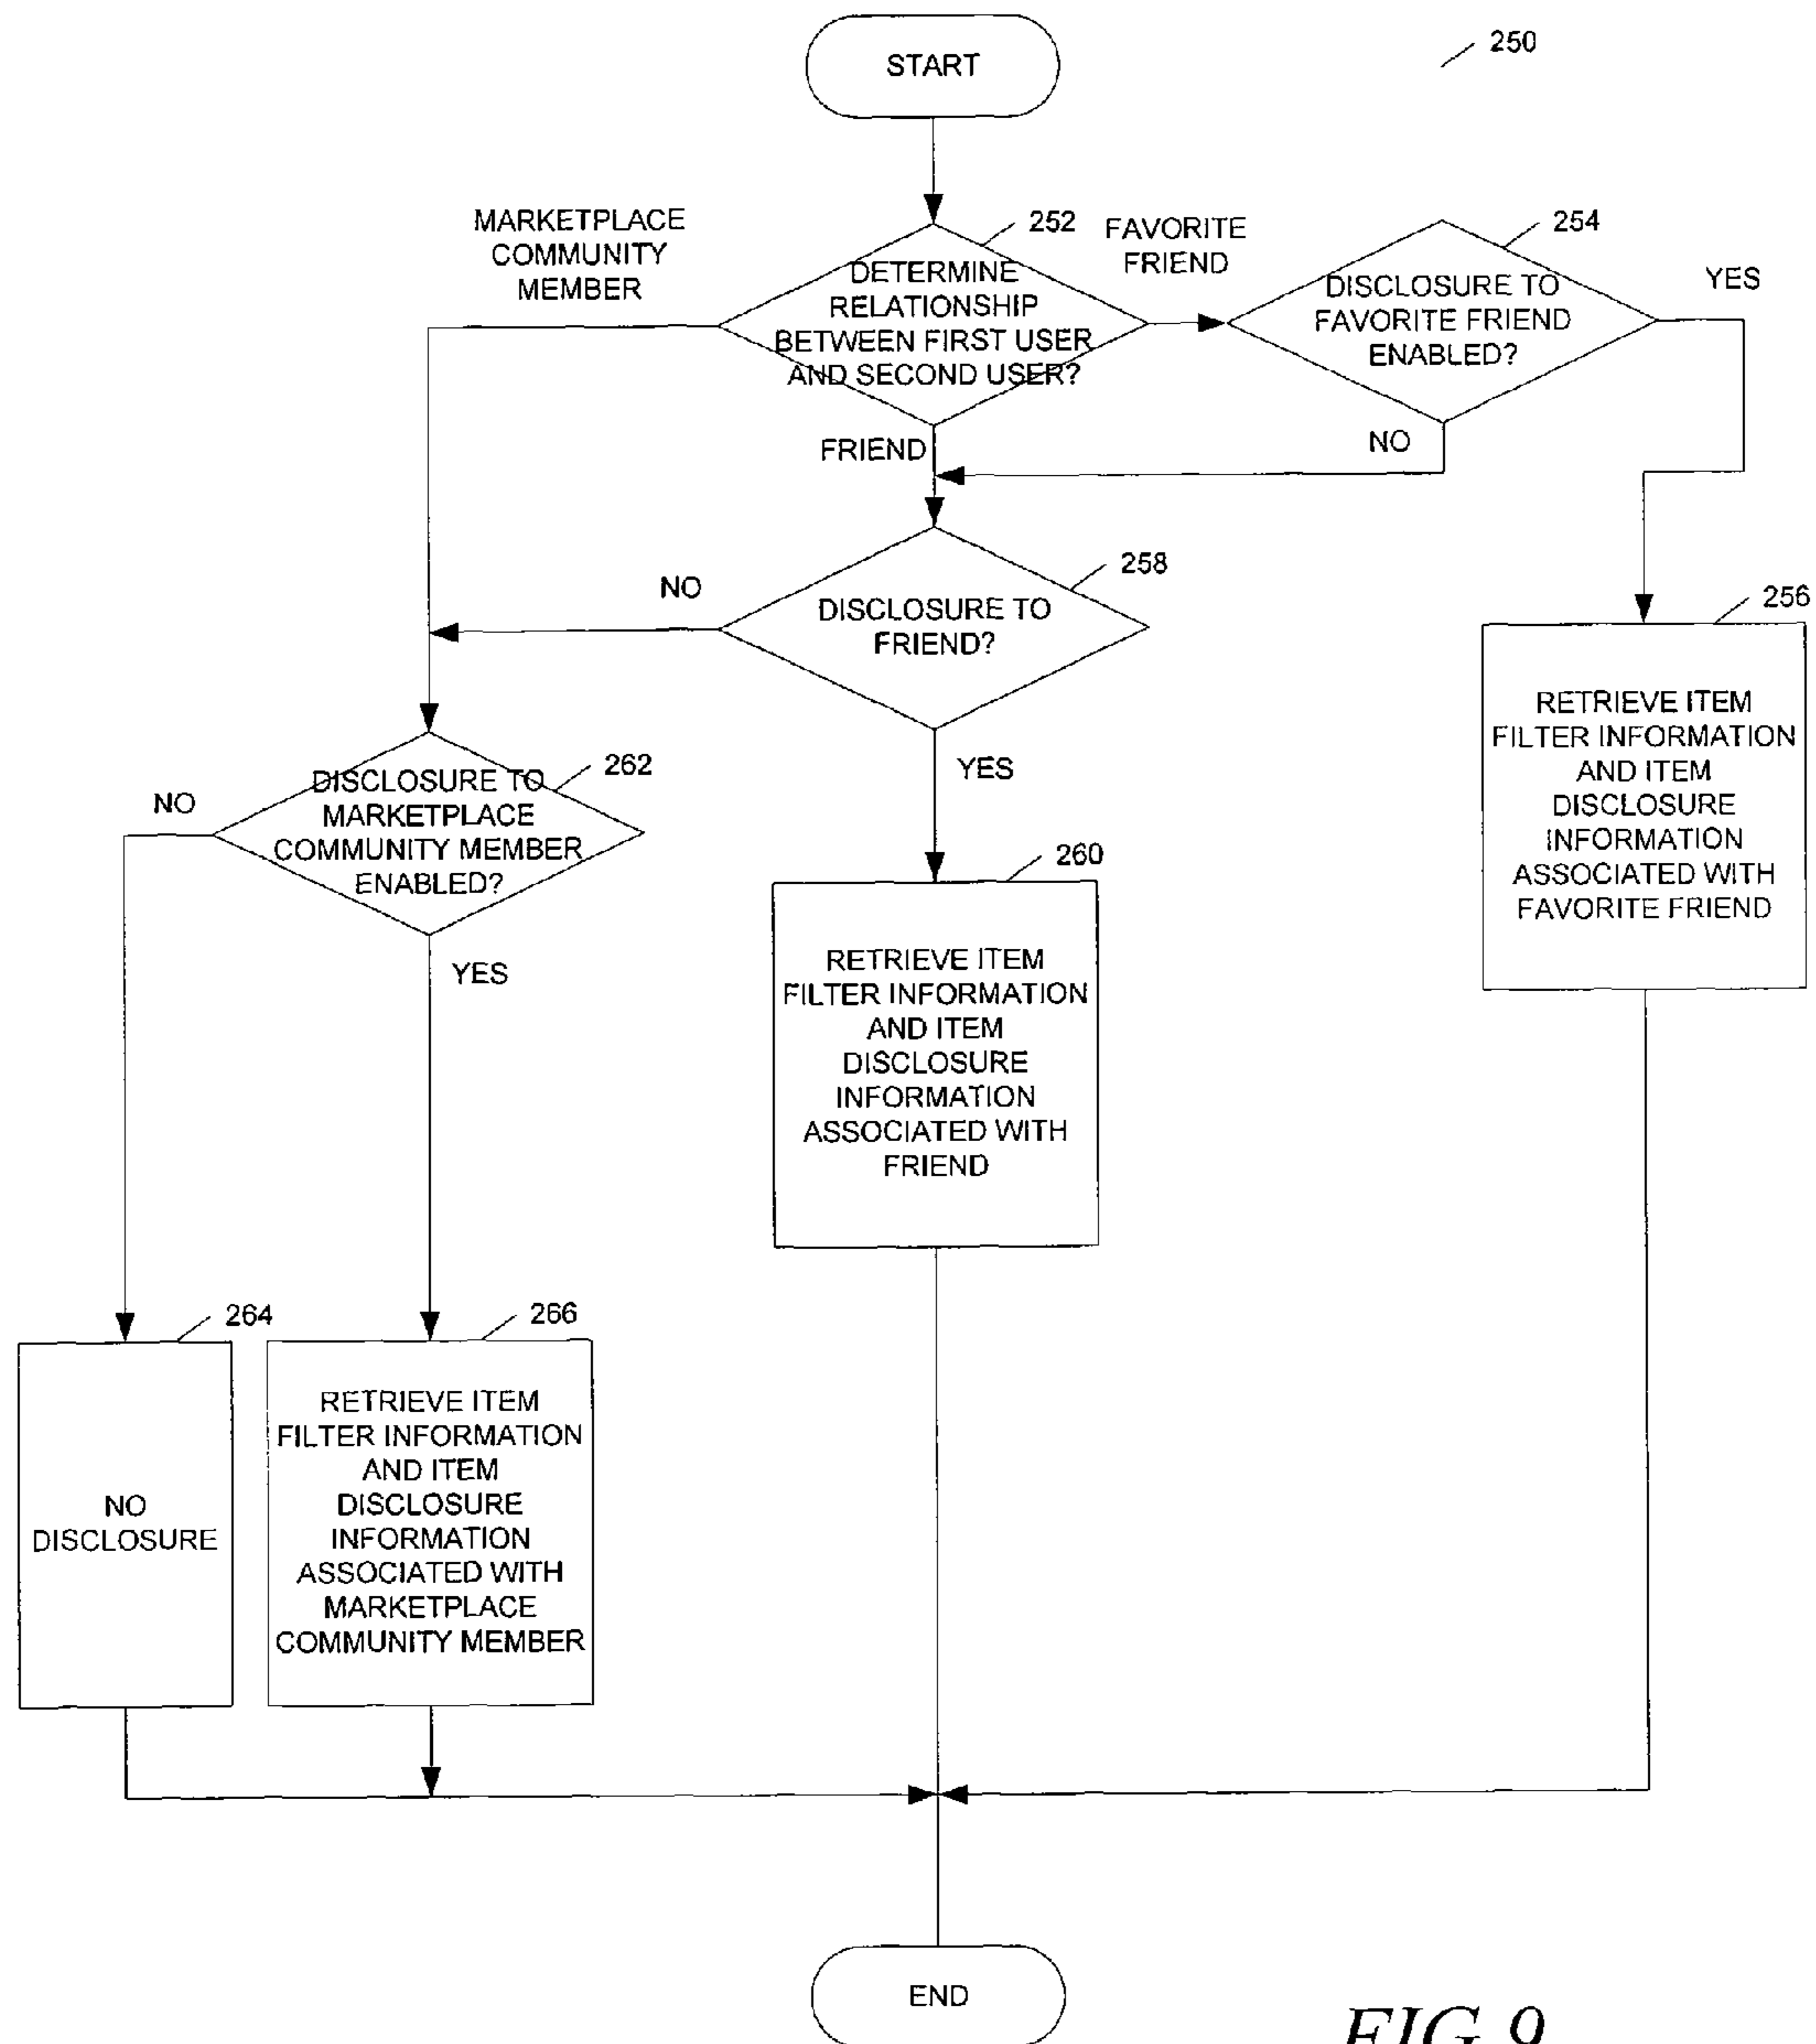 START
250
MARKETPLACE
COMMUNITY
MEMBER
252
DETERMINE
RELATIONSHIP
BETWEEN FIRST USER
AND SECOND USER?
FAVORITE
FRIEND
254
DISCLOSURE TO
FAVORITE FRIEND
ENABLED?
YES
FRIEND
NO
258
DISCLOSURE TO
FRIEND?
NO
YES
256
RETRIEVE ITEM
FILTER INFORMATION
AND ITEM
DISCLOSURE
INFORMATION
ASSOCIATED WITH
FAVORITE FRIEND
262
DISCLOSURE TO
MARKETPLACE
COMMUNITY MEMBER
ENABLED?
NO
YES
260
RETRIEVE ITEM
FILTER INFORMATION
AND ITEM
DISCLOSURE
INFORMATION
ASSOCIATED WITH
FRIEND
264
NO
DISCLOSURE
266
RETRIEVE ITEM
FILTER INFORMATION
AND ITEM
DISCLOSURE
INFORMATION
ASSOCIATED WITH
MARKETPLACE
COMMUNITY MEMBER
END
FIG 9